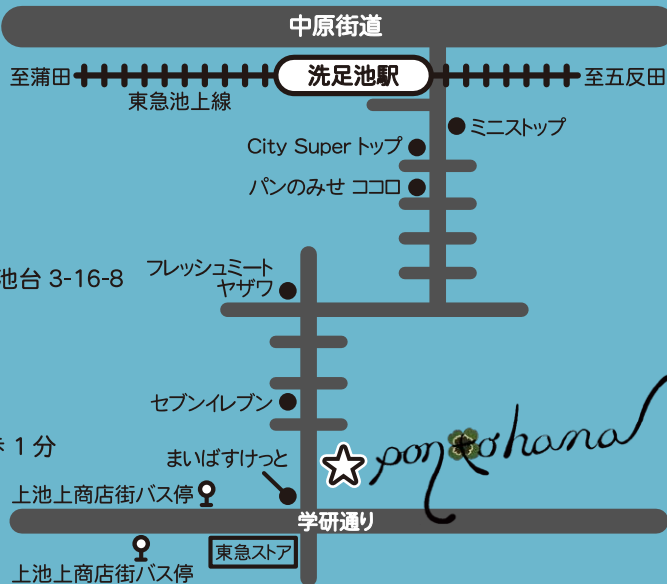 中原街道
至蒲田
洗足池駅
至五反田
東急池上線
ミニストップ
City Super トップ
パンのみせ ココロ
池台 3-16-8
フレッシュミート
ヤザワ
セブンイレブン
ponohana
歩 1 分
まいばすけっと
上池上商店街バス停
学研通り
東急ストア
上池上商店街バス停